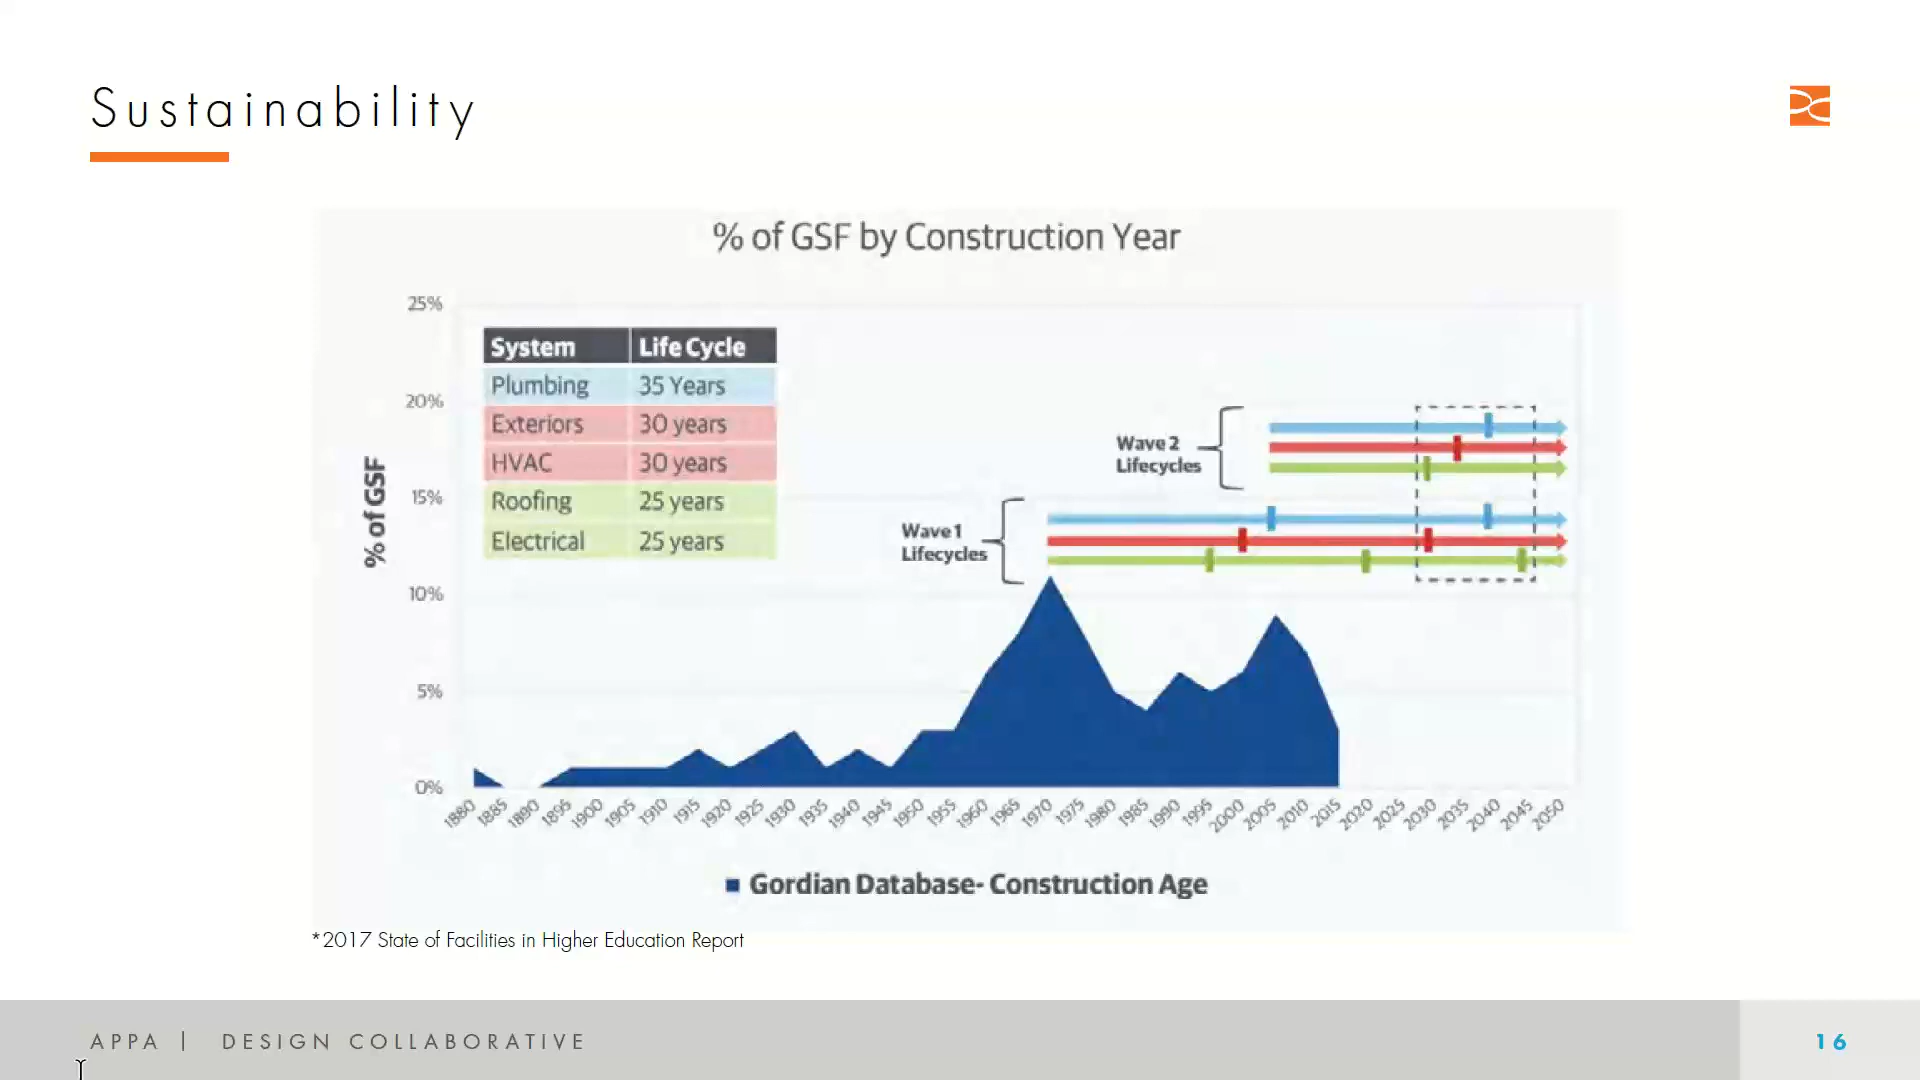 Sustainability
% of GSF by Construction Year
25%
20%
15%
10%
5%
0%
% of GSF
System Life Cycle
Plumbing 35 Years
Exteriors 30 years
HVAC 30 years
Roofing 25 years
Electrical 25 years
Wave 2
Lifecycles
Wave 1
Lifecycles
1880 1885 1890 1895 1900 1905 1910 1915 1920 1925 1930 1935 1940 1945 1950 1955 1960 1965 1970 1975 1980 1985 1990 1995 2000 2005 2010 2015 2020 2025 2030 2035 2040 2045 2050
Gordian Database- Construction Age
*2017 State of Facilities in Higher Education Report
APPA | DESIGN COLLABORATIVE
16